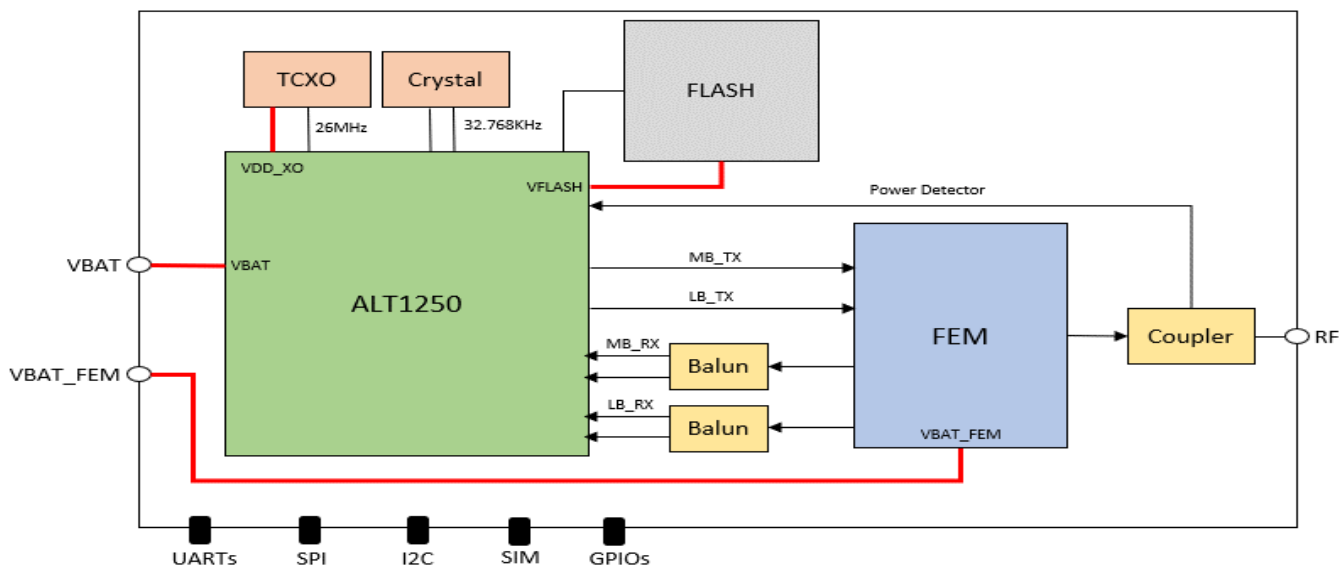 TCXO
Crystal
FLASH
26MHz
32.768KHz
VDD_XO
VFLASH
Power Detector
VBAT
VBAT
MB_TX
ALT1250
LB_TX
FEM
Coupler
RF
MB_RX
Balun
VBAT_FEM
LB_RX
Balun
VBAT_FEM
UARTs
SPI
I2C
SIM
GPIOs